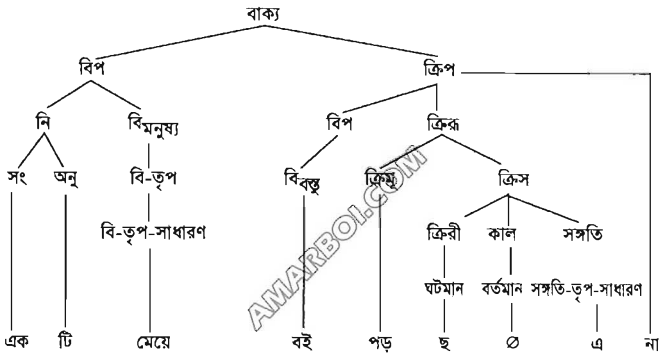 বাক্য
বিপ ক্রিপ
নি বিমনুষ্য বিপ ক্রিরূ
সং অনু বি-তৃপ বিবস্তু ক্রিমূ ক্রিস
বি-তৃপ-সাধারণ ক্রিরী কাল সঙ্গতি
ঘটমান বর্তমান সঙ্গতি-তৃপ-সাধারণ
এক টি মেয়ে বই পড় ছ ∅ এ না
AMARBOI.COM